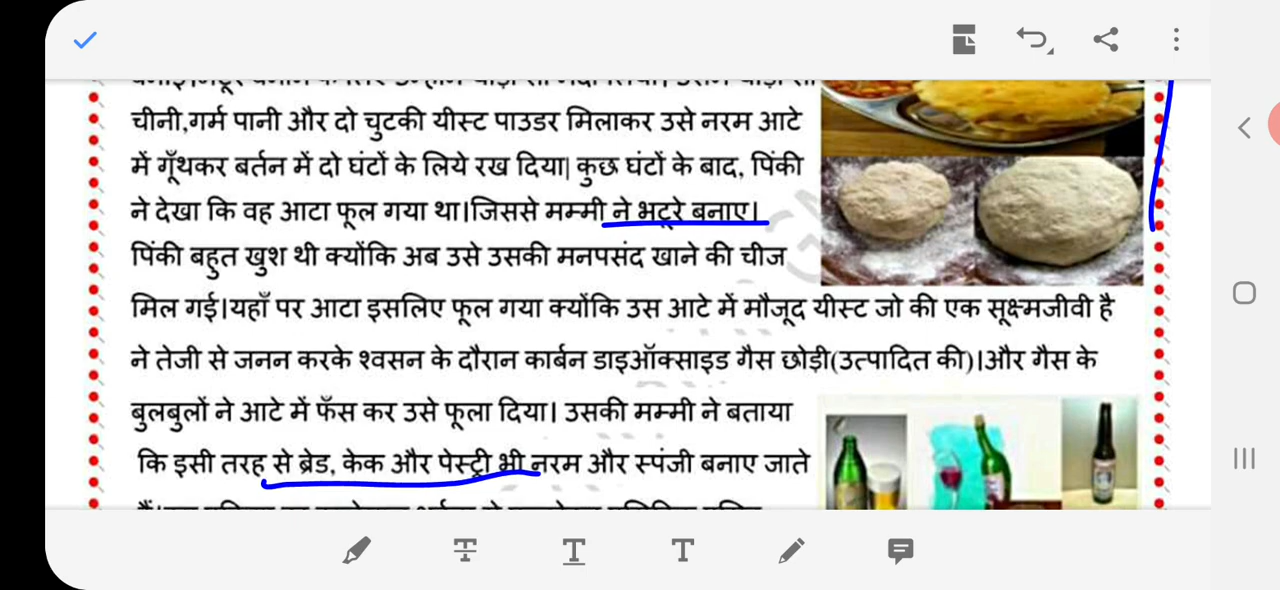 चीनी,गर्म पानी और दो चुटकी यीस्ट पाउडर मिलाकर उसे नरम आटे
में गूँथकर बर्तन में दो घंटों के लिये रख दिया| कुछ घंटों के बाद, पिंकी
ने देखा कि वह आटा फूल गया था।जिससे मम्मी ने भटूरे बनाए।
पिंकी बहुत खुश थी क्योंकि अब उसे उसकी मनपसंद खाने की चीज
मिल गई।यहाँ पर आटा इसलिए फूल गया क्योंकि उस आटे में मौजूद यीस्ट जो की एक सूक्ष्मजीवी है
ने तेजी से जनन करके श्वसन के दौरान कार्बन डाइऑक्साइड गैस छोड़ी(उत्पादित की)।और गैस के
बुलबुलों ने आटे में फँस कर उसे फूला दिया। उसकी मम्मी ने बताया
कि इसी तरह से ब्रेड, केक और पेस्ट्री भी नरम और स्पंजी बनाए जाते